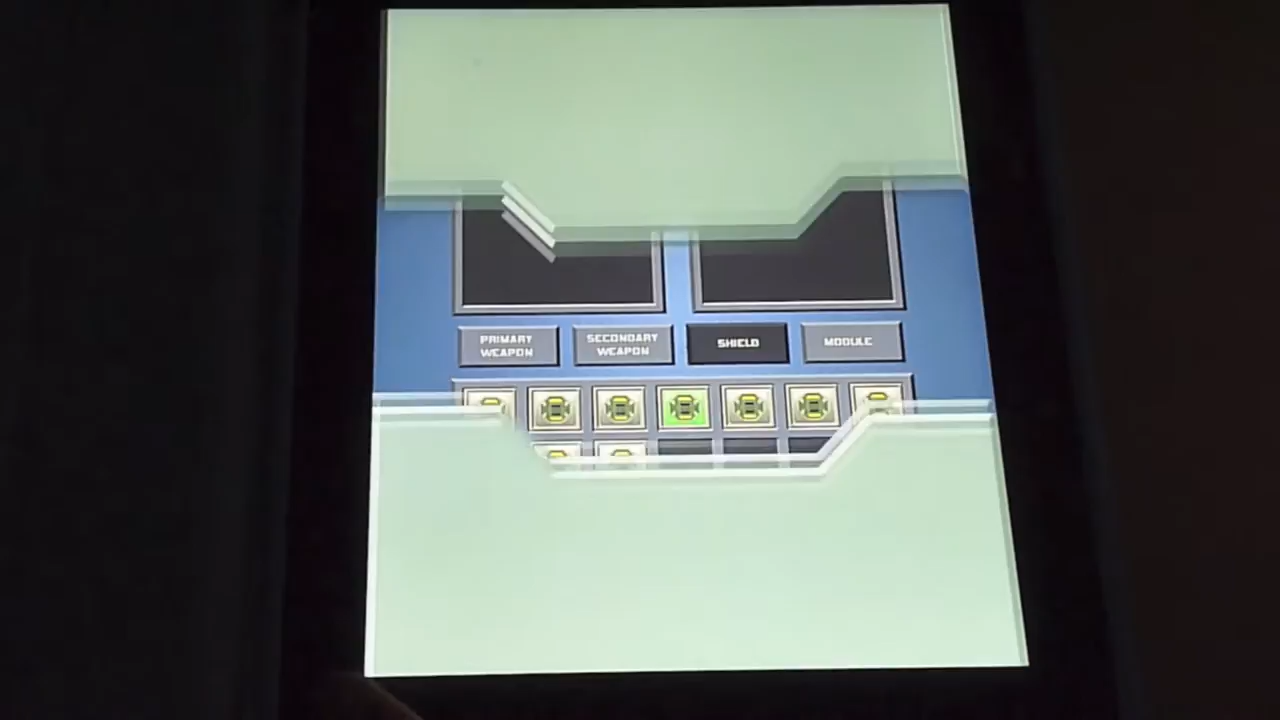 PRIMARY
WEAPON
SECONDARY
WEAPON
SHIELD
MODULE